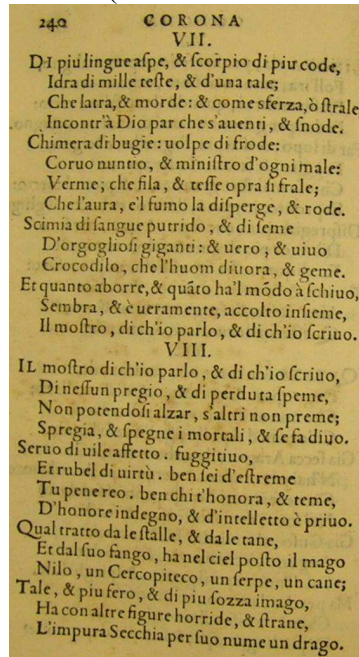 240 CORONA
VII.
DI piu lingue aspe, & scorpio di piu code,
Idra di mille teste, & d'una tale;
Che latra, & morde: & come sferza, ò strale
Incontr'à Dio par che s'auenti, & snode.
Chimera di bugie: uolpe di frode:
Coruo nuntio, & ministro d'ogni male:
Verme; che fila, & tesse opra si frale;
Che l'aura, e'l fumo la disperge, & rode.
Scimia di sangue putrido, & di seme
D'orgogliosi giganti: & uero, & uiuo
Crocodilo, che l'huom diuora, & geme.
Et quanto aborre, & quāto ha'l mōdo à schiuo,
Sembra, & è ueramente, accolto insieme,
Il mostro, di ch'io parlo, & di ch'io scriuo.
VIII.
IL mostro di ch'io parlo, & di ch'io scriuo,
Di nessun pregio, & di perduta speme,
Non potendosi alzar, s'altri non preme;
Spregia, & spegne i mortali, & se fa diuo.
Seruo di uile affetto. fuggitiuo,
Et rubel di uirtù. ben sei d'estreme
Tu pene reo. ben chi t'honora, & teme,
D'honore indegno, & d'intelletto è priuo.
Qual tratto da le stalle, & da le tane,
Et dal suo fango, ha nel ciel posto il mago
Nilo, un Cercopiteco, un serpe, un cane;
Tale, & piu fero, & di piu sozza imago,
Ha con altre figure horride, & strane,
L'impura Secchia per suo nume un drago.